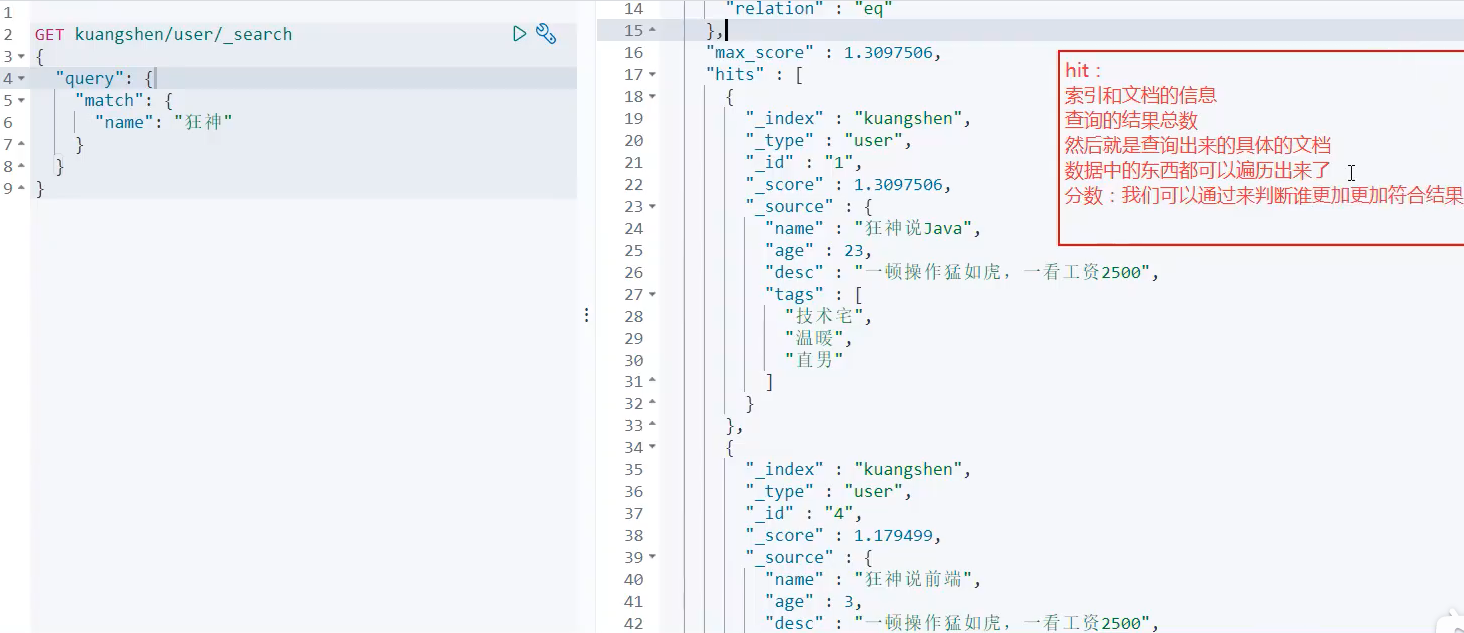 1
2 GET kuangshen/user/_search
3 {
4 "query": {
5 "match": {
6 "name": "狂神"
7 }
8 }
9 }
14 "relation" : "eq"
15 },
16 "max_score" : 1.3097506,
17 "hits" : [
18 {
19 "_index" : "kuangshen",
20 "_type" : "user",
21 "_id" : "1",
22 "_score" : 1.3097506,
23 "_source" : {
24 "name" : "狂神说Java",
25 "age" : 23,
26 "desc" : "一顿操作猛如虎，一看工资2500",
27 "tags" : [
28 "技术宅",
29 "温暖",
30 "直男"
31 ]
32 }
33 },
34 {
35 "_index" : "kuangshen",
36 "_type" : "user",
37 "_id" : "4",
38 "_score" : 1.179499,
39 "_source" : {
40 "name" : "狂神说前端",
41 "age" : 3,
42 "desc" : "一顿操作猛如虎，一看工资2500",
hit：
索引和文档的信息
查询的结果总数
然后就是查询出来的具体的文档
数据中的东西都可以遍历出来了
分数：我们可以通过来判断谁更加更加符合结果